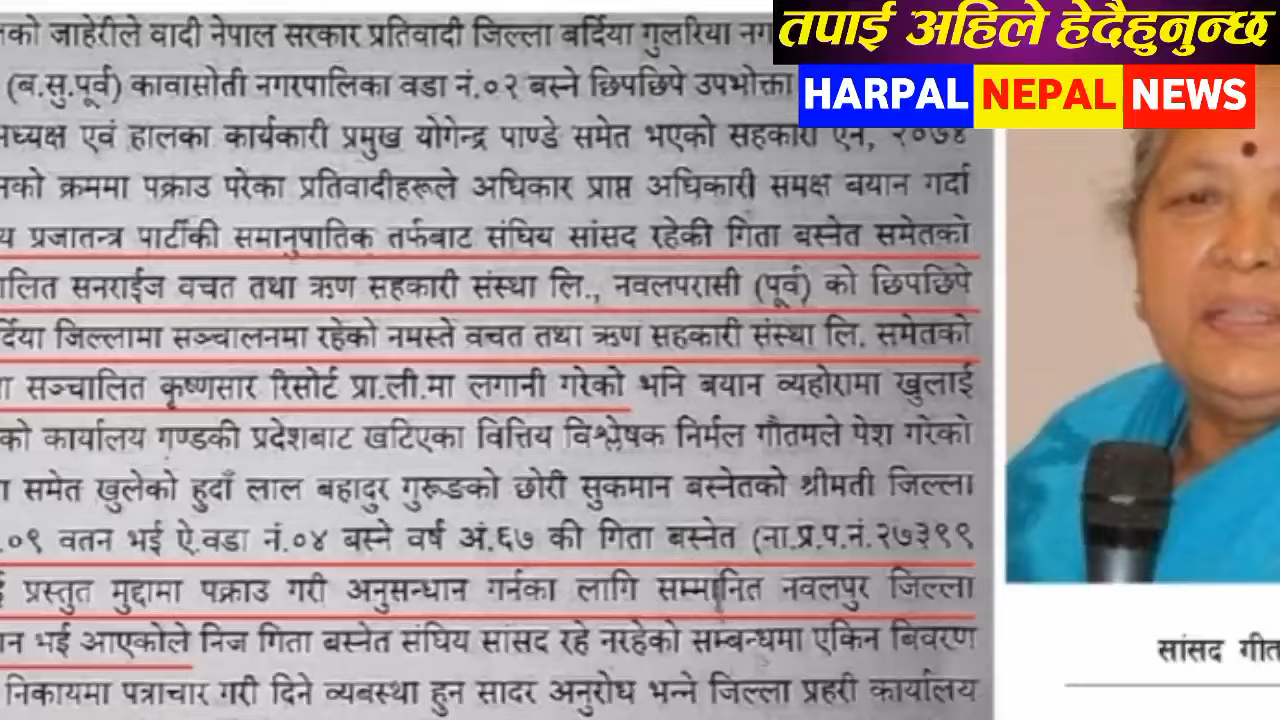 तपाई अहिले हेदैहुनुन्छ
HARPAL NEPAL NEWS
को जाहेरीले वादी नेपाल सरकार प्रतिवादी जिल्ला बर्दिया गुलरिया
(ब.सु.पूर्व) कावासोती नगरपालिका वडा नं.०२ बस्ने छिपछिपे उपभोक्ता
एवं हालका कार्यकारी प्रमुख योगेन्द्र पाण्डे समेत भएको सहकारी ऐन, २०७४
को क्रममा पक्राउ परेका प्रतिवादीहरूले अधिकार प्राप्त अधिकारी समक्ष बयान गर्दा
प्रजातन्त्र पार्टीकी समानुपातिक तर्फबाट संघिय सांसद रहेकी गिता बस्नेत समेतको
सनराईज वचत तथा ऋण सहकारी संस्था लि., नवलपरासी (पूर्व) को छिपछिपे
जिल्लामा सञ्चालनमा रहेको नमस्ते वचत तथा ऋण सहकारी संस्था लि. समेतको
सञ्चालित कृष्णसार रिसोर्ट प्रा.ली.मा लगानी गरेको भनि बयान व्यहोरामा खुलाई
को कार्यालय गण्डकी प्रदेशबाट खटिएका वित्तिय विश्लेषक निर्मल गौतमले पेश गरेको
समेत खुलेको हुदाँ लाल बहादुर गुरूङको छोरी सुकमान बस्नेतको श्रीमती जिल्ला
.०९ वतन भई ऐ.वडा नं.०४ बस्ने वर्ष अं.६७ की गिता बस्नेत (ना.प्र.प.नं.२७३९९
प्रस्तुत मुद्दामा पक्राउ गरी अनुसन्धान गर्नका लागि सम्मानित नवलपुर जिल्ला
भई आएकोले निज गिता बस्नेत संघिय सांसद रहे नरहेको सम्बन्धमा एकिन बिवरण
निकायमा पत्राचार गरी दिने व्यवस्था हुन सादर अनुरोध भन्ने जिल्ला प्रहरी कार्यालय
सांसद गीत